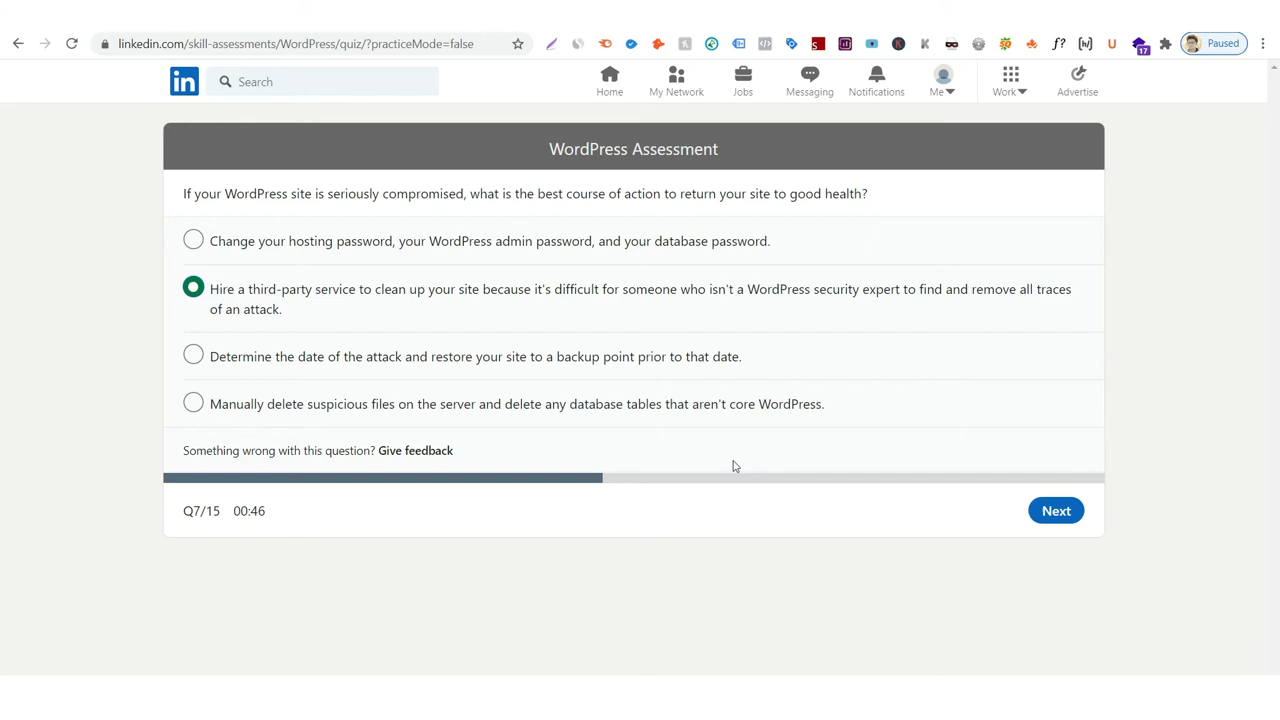 linkedin.com/skill-assessments/WordPress/quiz/?practiceMode=false
17
Paused
in
Search
Home
My Network
Jobs
Messaging
Notifications
Me
Work
Advertise
WordPress Assessment
If your WordPress site is seriously compromised, what is the best course of action to return your site to good health?
Change your hosting password, your WordPress admin password, and your database password.
Hire a third-party service to clean up your site because it's difficult for someone who isn't a WordPress security expert to find and remove all traces
of an attack.
Determine the date of the attack and restore your site to a backup point prior to that date.
Manually delete suspicious files on the server and delete any database tables that aren't core WordPress.
Something wrong with this question? Give feedback
Q7/15 00:46
Next